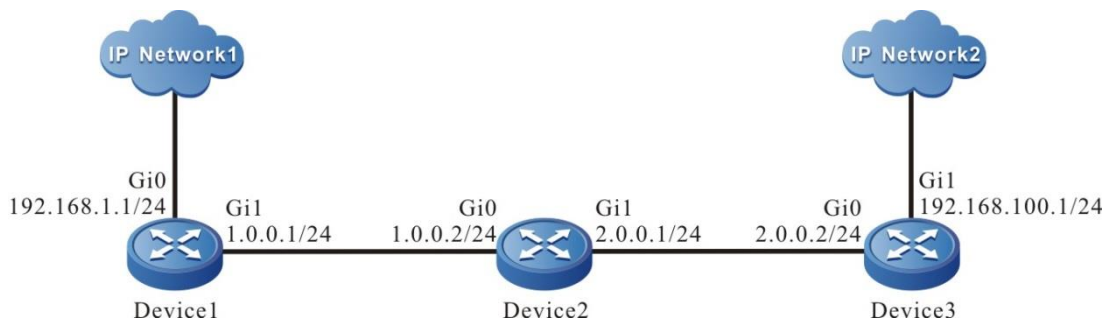 IP Network1
IP Network2
Gi0
192.168.1.1/24
Gi1
1.0.0.1/24
Gi0
1.0.0.2/24
Gi1
2.0.0.1/24
Gi0
2.0.0.2/24
Gi1
192.168.100.1/24
Device1
Device2
Device3